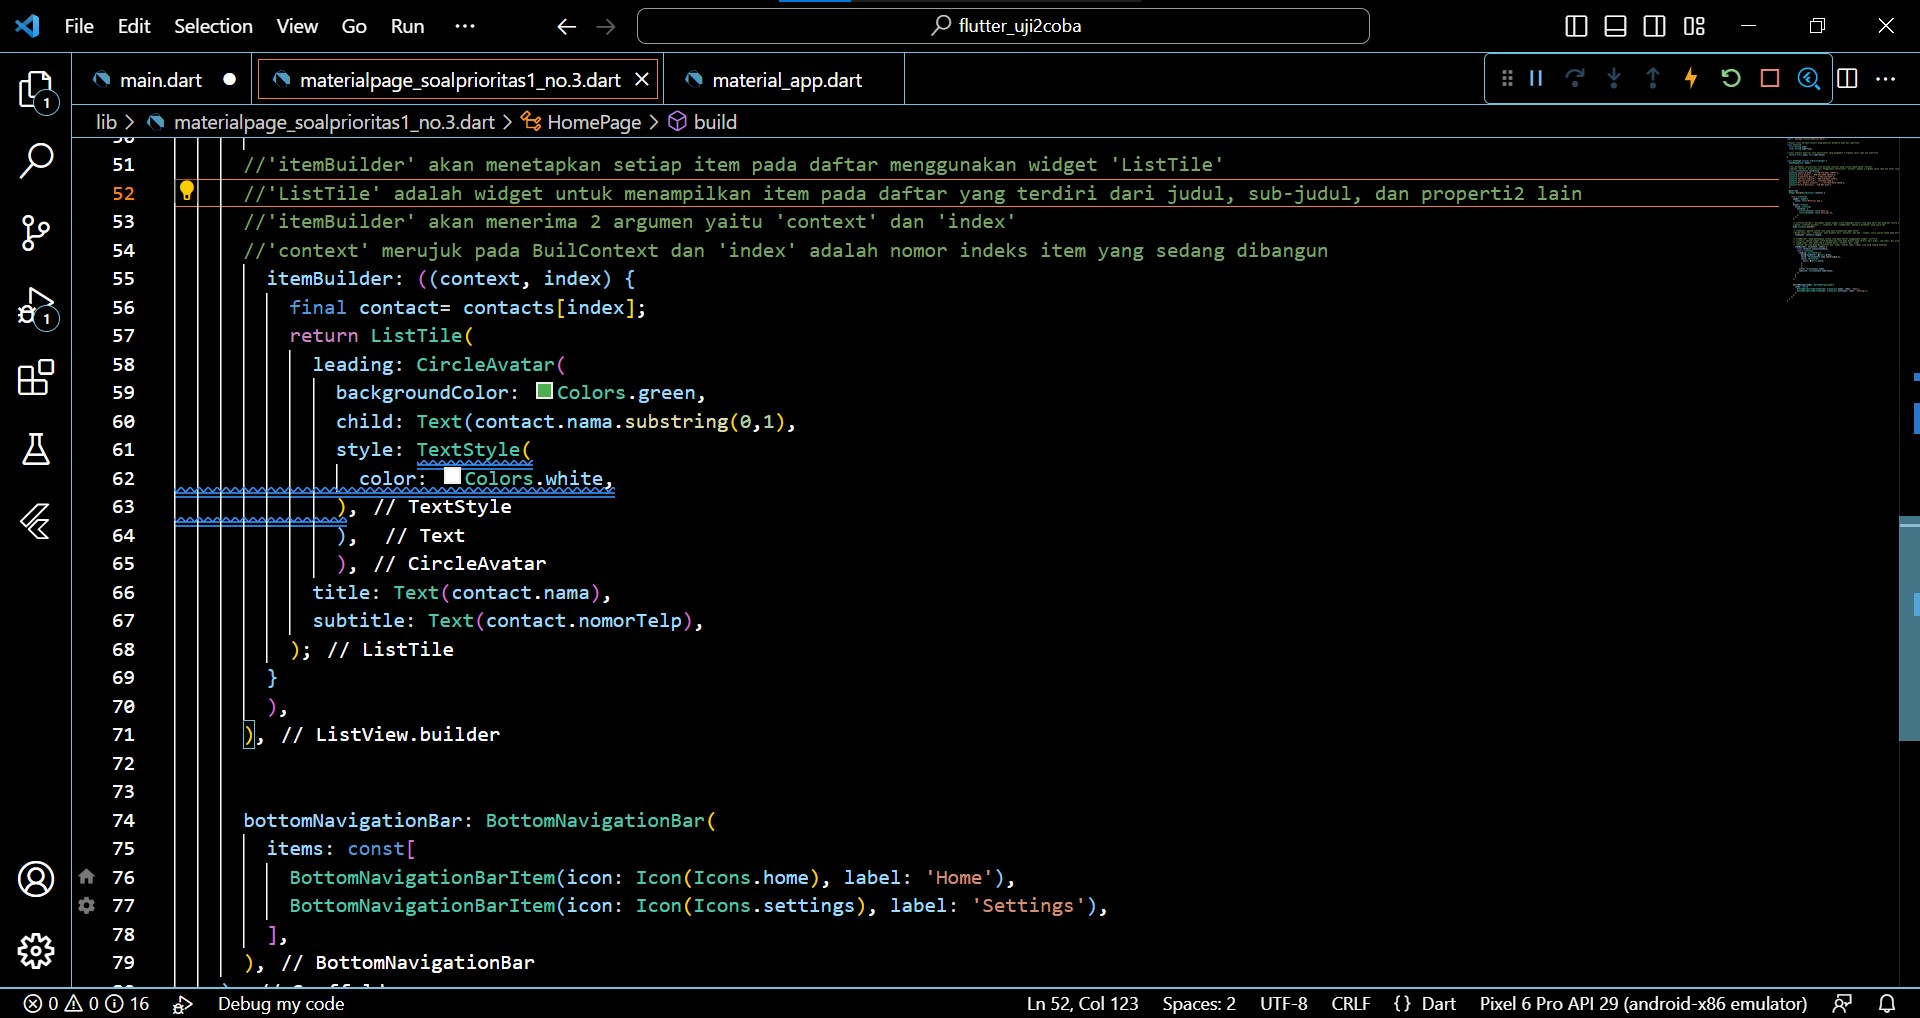 File Edit Selection View Go Run ··· flutter_uji2coba
main.dart materialpage_soalprioritas1_no.3.dart material_app.dart
lib > materialpage_soalprioritas1_no.3.dart > HomePage > build
51 //'itemBuilder' akan menetapkan setiap item pada daftar menggunakan widget 'ListTile'
52 //'ListTile' adalah widget untuk menampilkan item pada daftar yang terdiri dari judul, sub-judul, dan properti2 lain
53 //'itemBuilder' akan menerima 2 argumen yaitu 'context' dan 'index'
54 //'context' merujuk pada BuilContext dan 'index' adalah nomor indeks item yang sedang dibangun
55 itemBuilder: ((context, index) {
56 final contact= contacts[index];
57 return ListTile(
58 leading: CircleAvatar(
59 backgroundColor: Colors.green,
60 child: Text(contact.nama.substring(0,1),
61 style: TextStyle(
62 color: Colors.white,
63 ), // TextStyle
64 ), // Text
65 ), // CircleAvatar
66 title: Text(contact.nama),
67 subtitle: Text(contact.nomorTelp),
68 ); // ListTile
69 }
70 ),
71 ), // ListView.builder
72
73
74 bottomNavigationBar: BottomNavigationBar(
75 items: const[
76 BottomNavigationBarItem(icon: Icon(Icons.home), label: 'Home'),
77 BottomNavigationBarItem(icon: Icon(Icons.settings), label: 'Settings'),
78 ],
79 ), // BottomNavigationBar
0 0 16 Debug my code Ln 52, Col 123 Spaces: 2 UTF-8 CRLF {} Dart Pixel 6 Pro API 29 (android-x86 emulator)
1
1